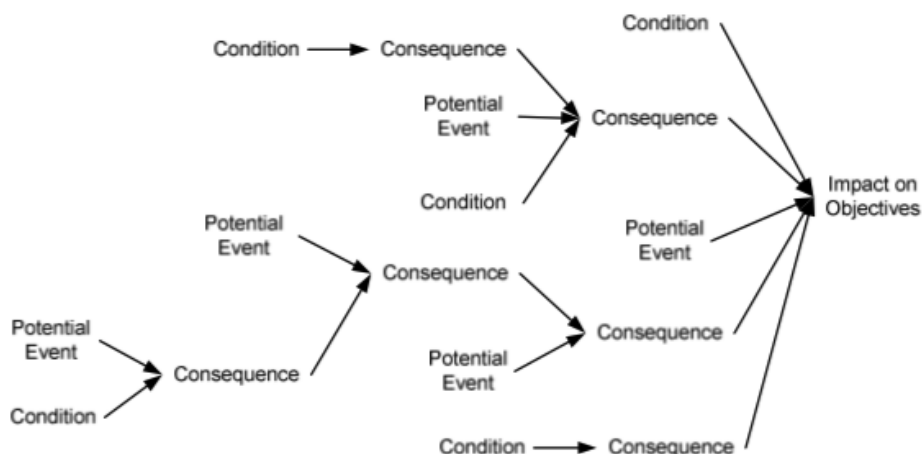 Condition
Condition
Consequence
Potential
Event
Consequence
Impact on
Objectives
Condition
Potential
Event
Potential
Event
Consequence
Potential
Event
Consequence
Potential
Event
Consequence
Condition
Condition
Consequence